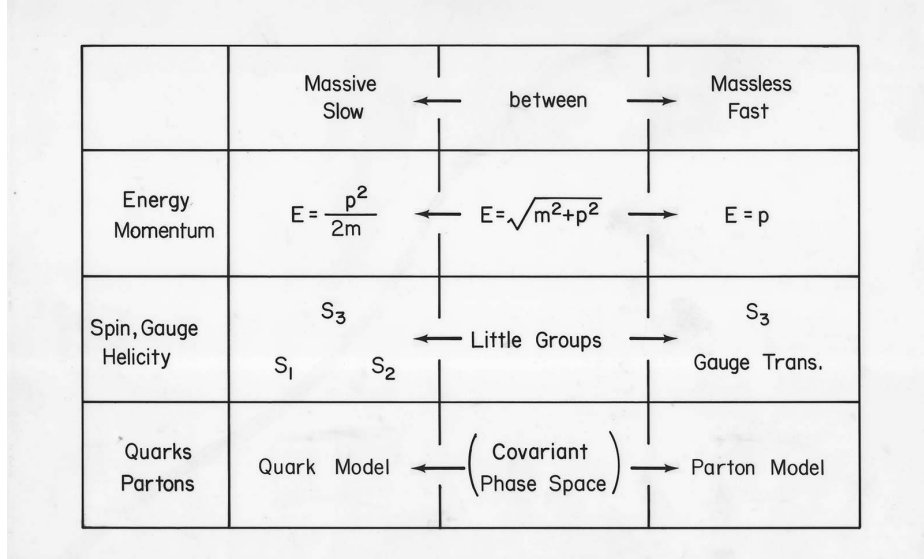 Massive
Slow
← between →
Massless
Fast
Energy
Momentum
E = p²/2m
← E=√m²+p² →
E = p
Spin, Gauge
Helicity
S₃
S₁ S₂
← Little Groups →
S₃
Gauge Trans.
Quarks
Partons
Quark Model
← (Covariant
Phase Space) →
Parton Model